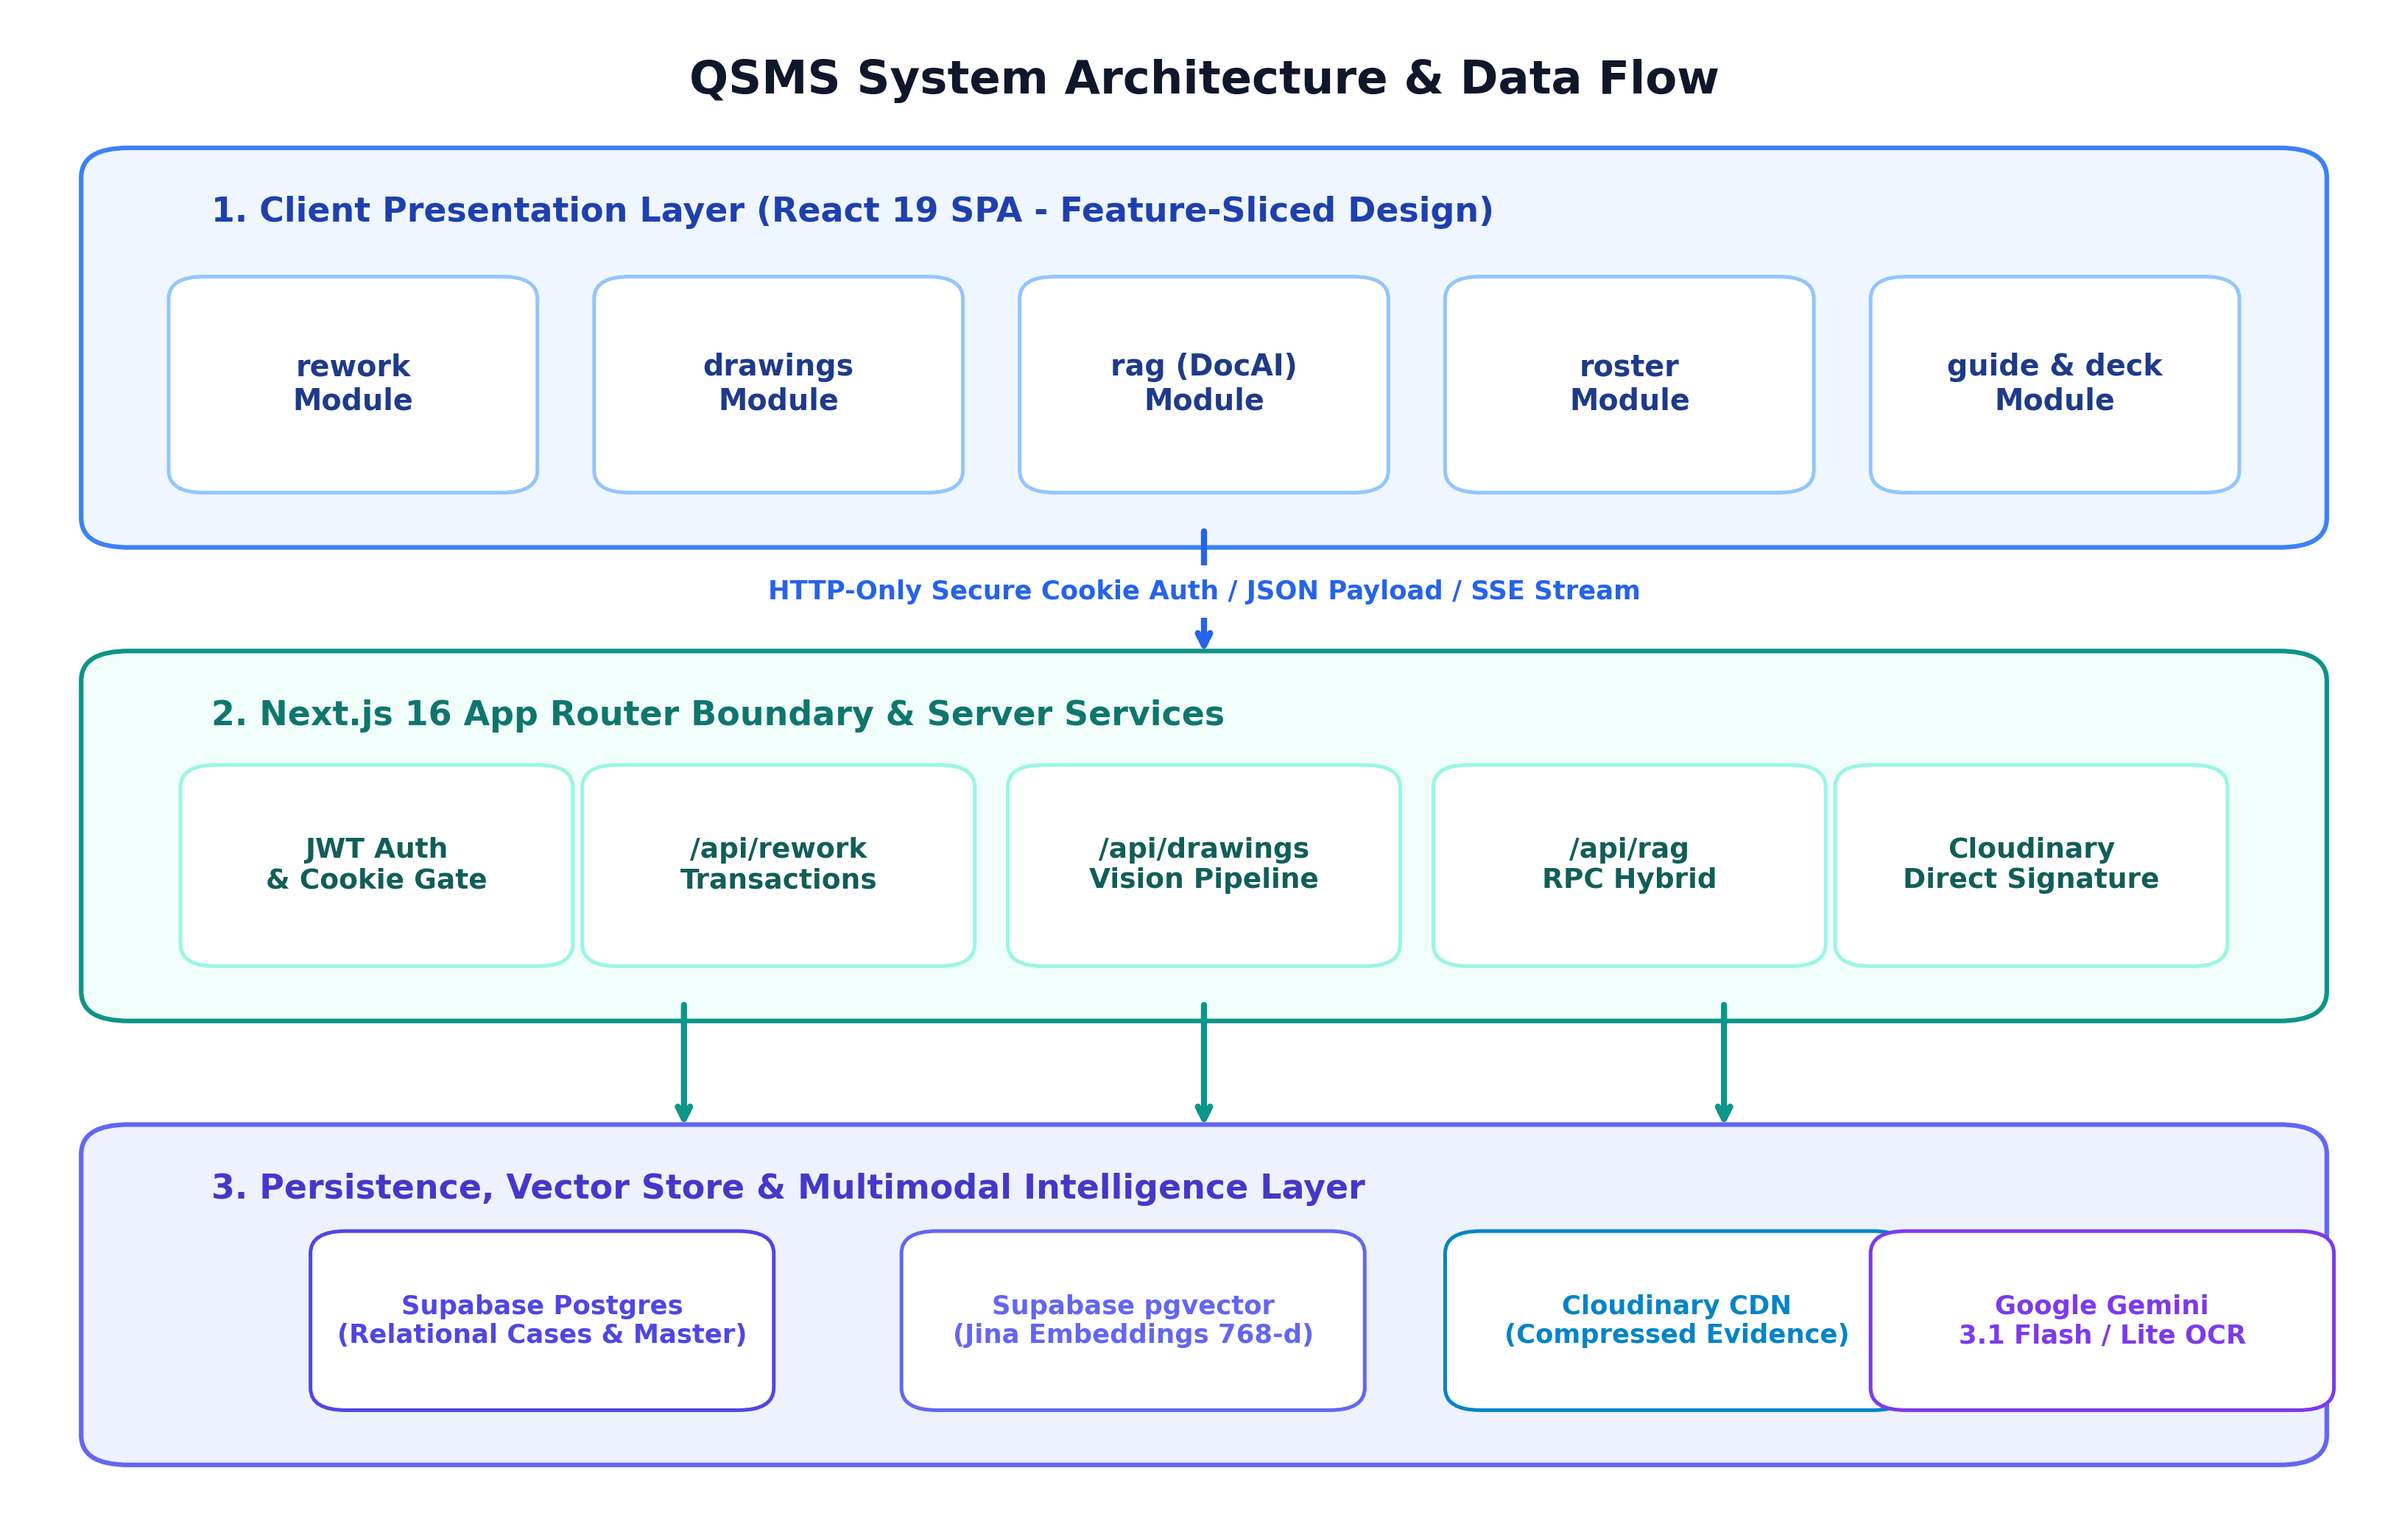 QSMS System Architecture & Data Flow
1. Client Presentation Layer (React 19 SPA - Feature-Sliced Design)
rework
Module
drawings
Module
rag (DocAI)
Module
roster
Module
guide & deck
Module
HTTP-Only Secure Cookie Auth / JSON Payload / SSE Stream
2. Next.js 16 App Router Boundary & Server Services
JWT Auth
& Cookie Gate
/api/rework
Transactions
/api/drawings
Vision Pipeline
/api/rag
RPC Hybrid
Cloudinary
Direct Signature
3. Persistence, Vector Store & Multimodal Intelligence Layer
Supabase Postgres
(Relational Cases & Master)
Supabase pgvector
(Jina Embeddings 768-d)
Cloudinary CDN
(Compressed Evidence)
Google Gemini
3.1 Flash / Lite OCR